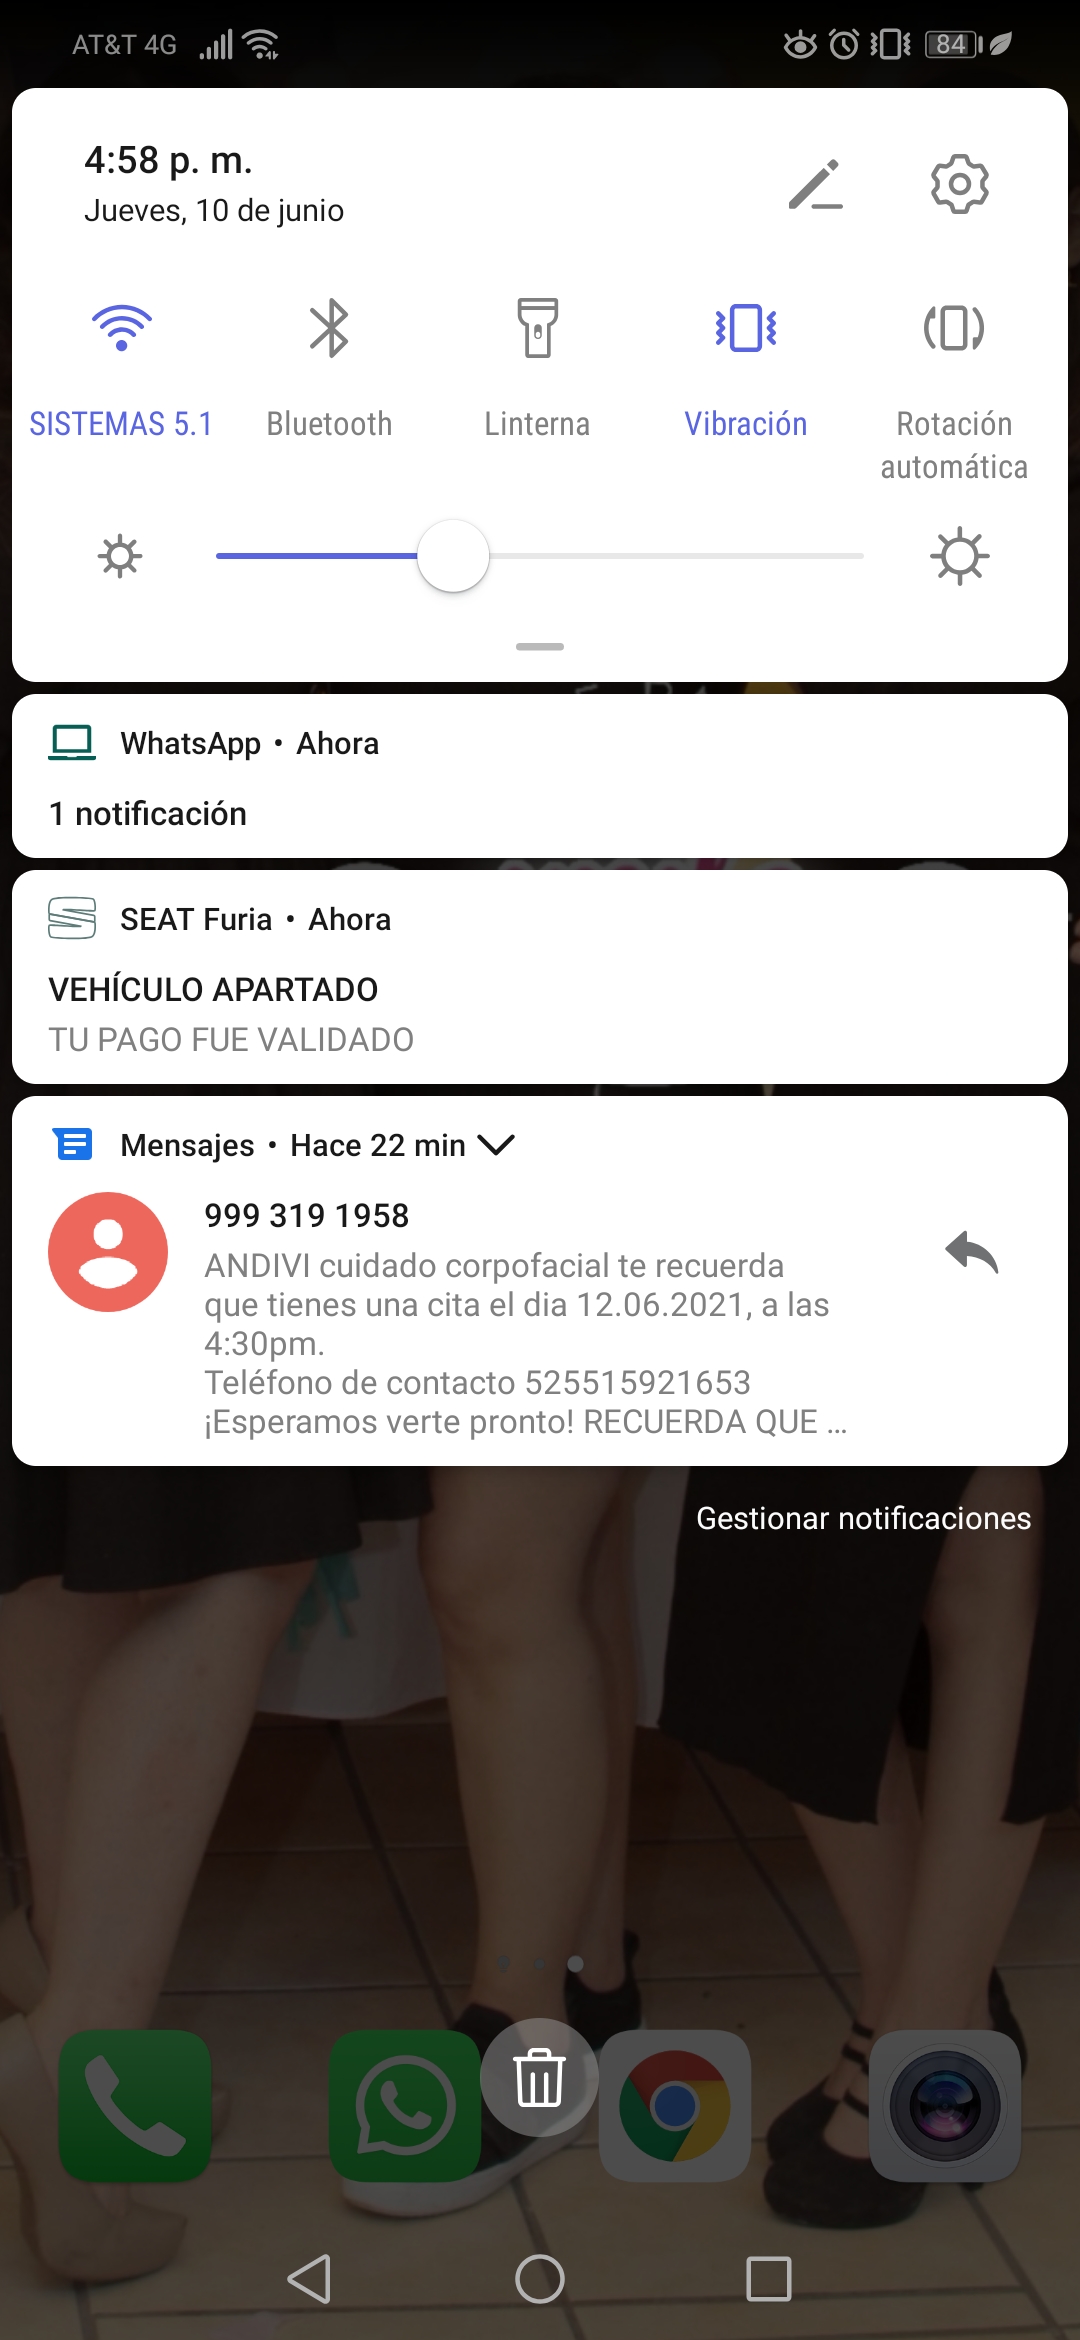 AT&T 4G
84
4:58 p. m.
Jueves, 10 de junio
SISTEMAS 5.1
Bluetooth
Linterna
Vibración
Rotación
automática
WhatsApp • Ahora
1 notificación
SEAT Furia • Ahora
VEHÍCULO APARTADO
TU PAGO FUE VALIDADO
Mensajes • Hace 22 min
999 319 1958
ANDIVI cuidado corpofacial te recuerda
que tienes una cita el dia 12.06.2021, a las
4:30pm.
Teléfono de contacto 525515921653
¡Esperamos verte pronto! RECUERDA QUE ...
Gestionar notificaciones